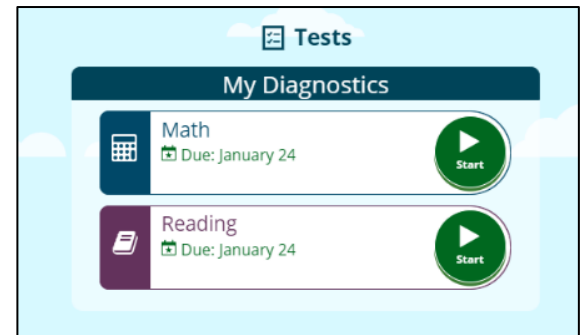 Tests
My Diagnostics
Math
Due: January 24
Start
Reading
Due: January 24
Start